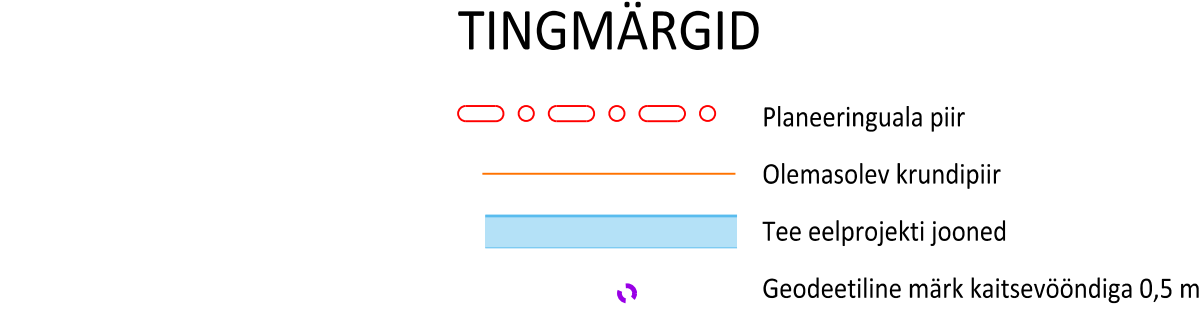 TINGMÄRGID
Planeeringuala piir
Olemasolev krundipiir
Tee eelprojekti jooned
Geodeetiline märk kaitsevööndiga 0,5 m